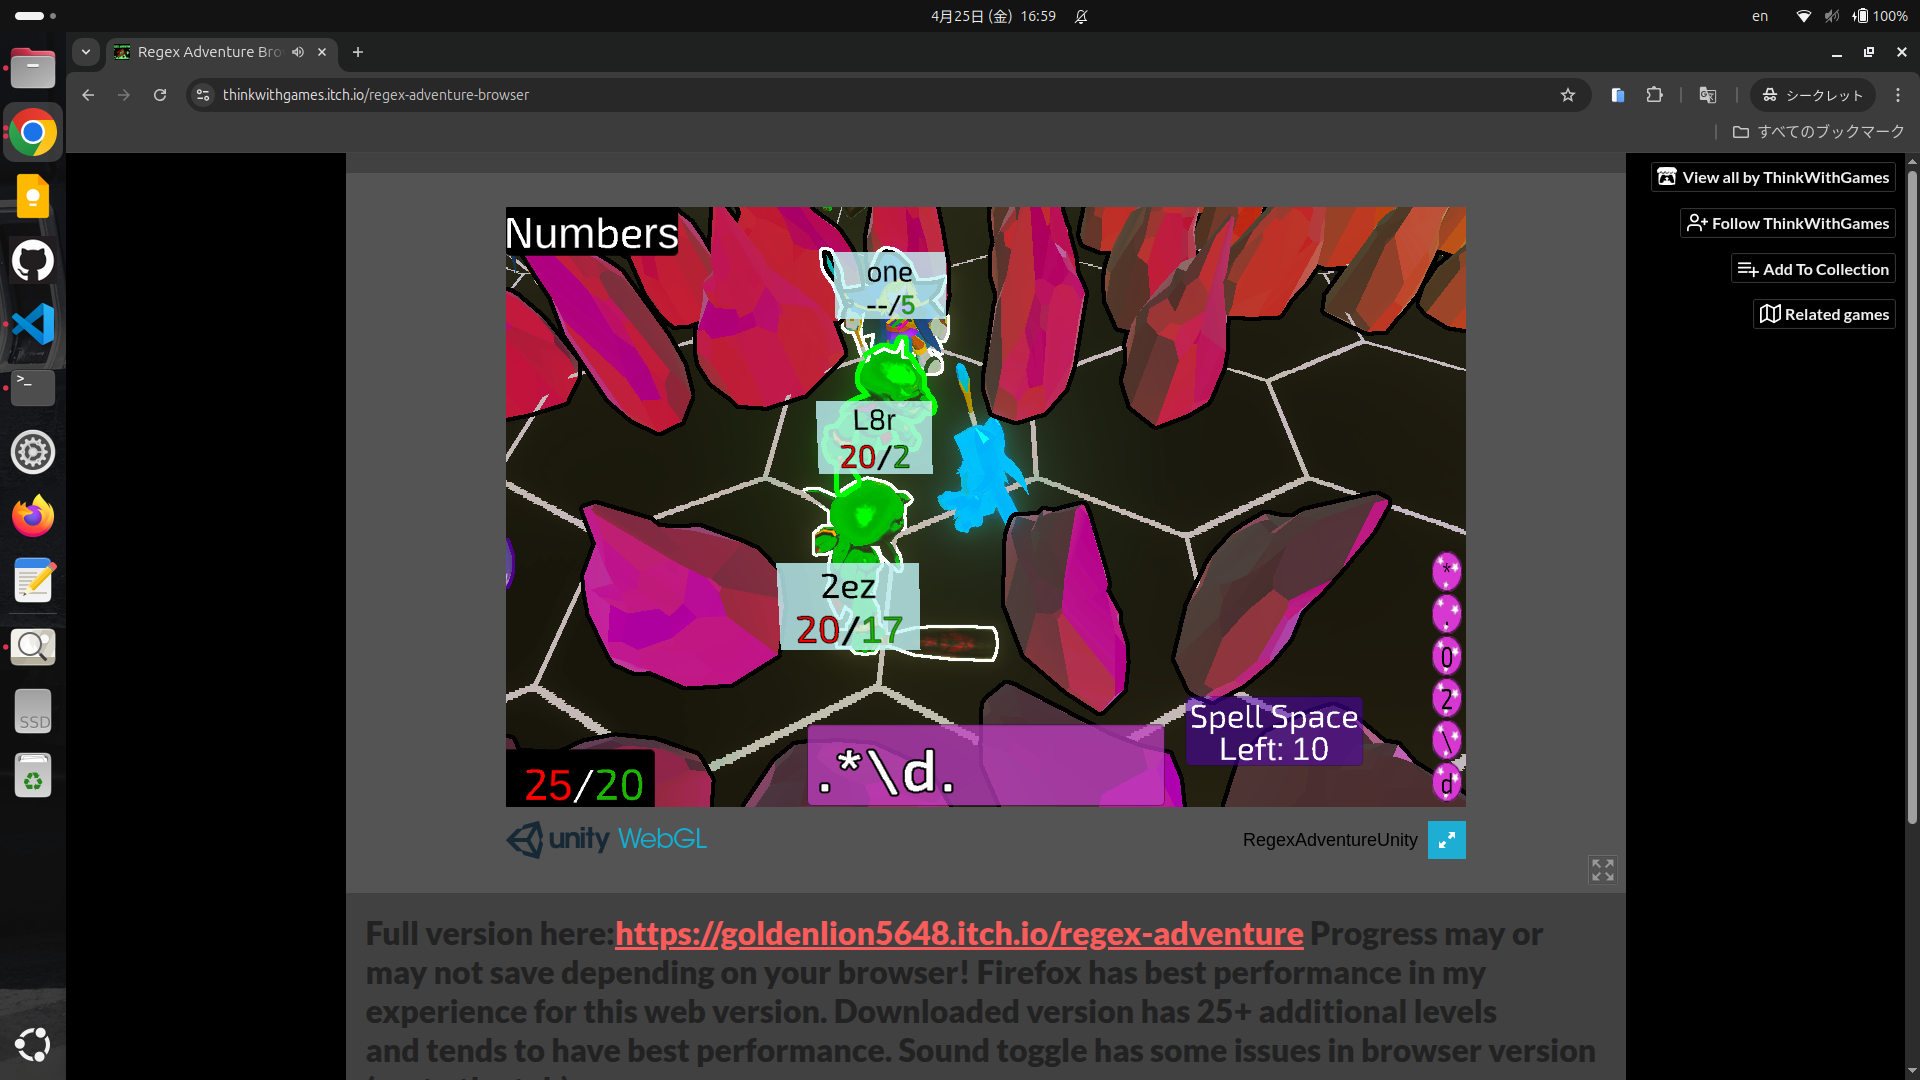 4月25日 (金) 16:59
en
100%
Regex Adventure Bro
thinkwithgames.itch.io/regex-adventure-browser
シークレット
すべてのブックマーク
View all by ThinkWithGames
Follow ThinkWithGames
Add To Collection
Related games
Numbers
one
--/5
L8r
20/2
2ez
20/17
*
.
0
2
\
d
Spell Space
Left: 10
.*\d.
25/20
unity WebGL
RegexAdventureUnity
SSD
Full version here:https://goldenlion5648.itch.io/regex-adventure Progress may or
may not save depending on your browser! Firefox has best performance in my
experience for this web version. Downloaded version has 25+ additional levels
and tends to have best performance. Sound toggle has some issues in browser version